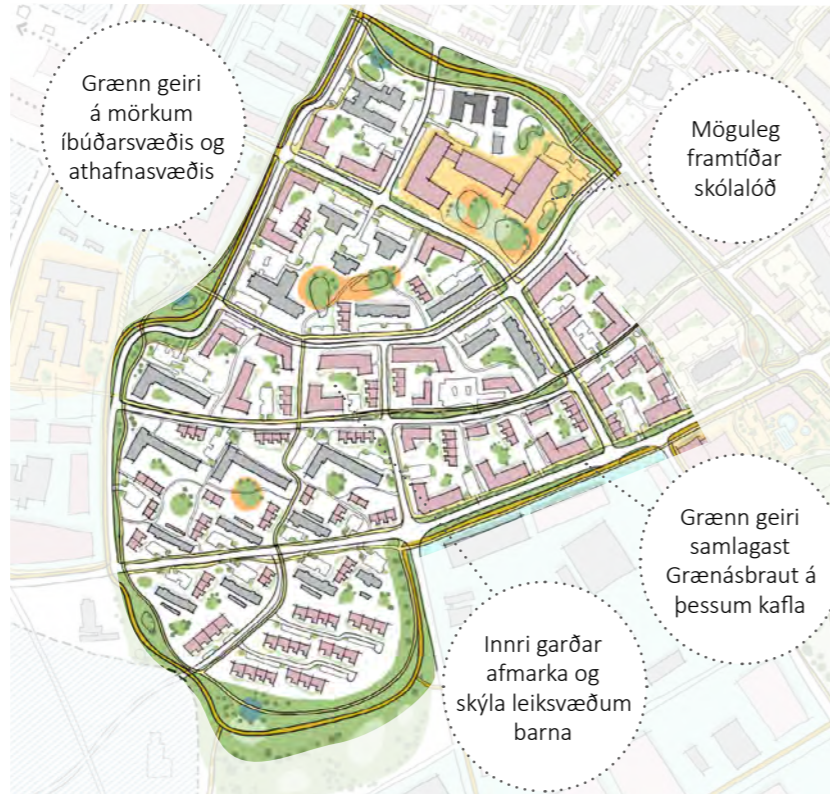 Grænn geiri
á mörkum
íbúðarsvæðis og
athafnasvæðis
Möguleg
framtíðar
skólalóð
Grænn geiri
samlagast
Grænásbraut á
þessum kafla
Innri garðar
afmarka og
skýla leiksvæðum
barna